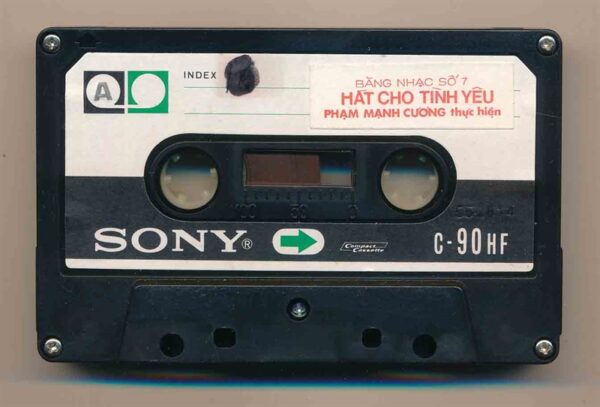 A
INDEX
BĂNG NHẠC SỐ 7
HÁT CHO TÌNH YÊU
PHẠM MẠNH CƯƠNG thực hiện
100 50 0
SONY®
Compact Cassette
C-90HF